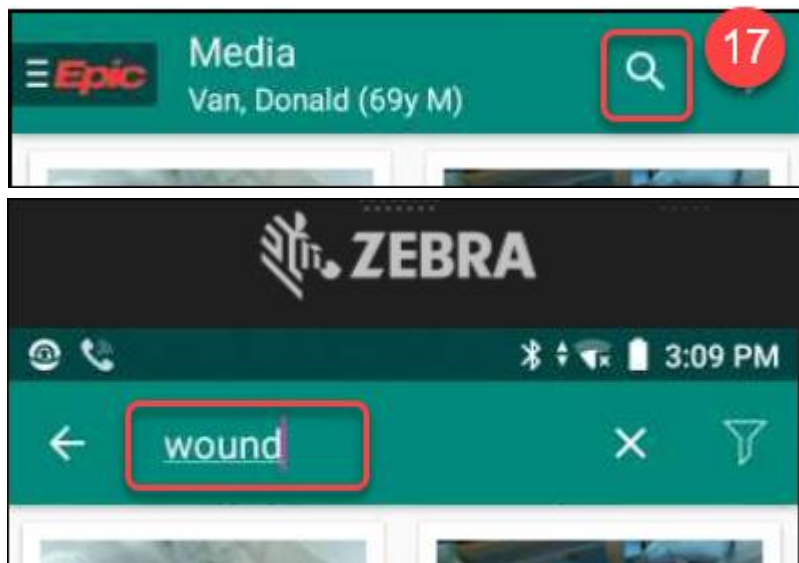 Epic
Media
Van, Donald (69y M)
17
ZEBRA
3:09 PM
wound